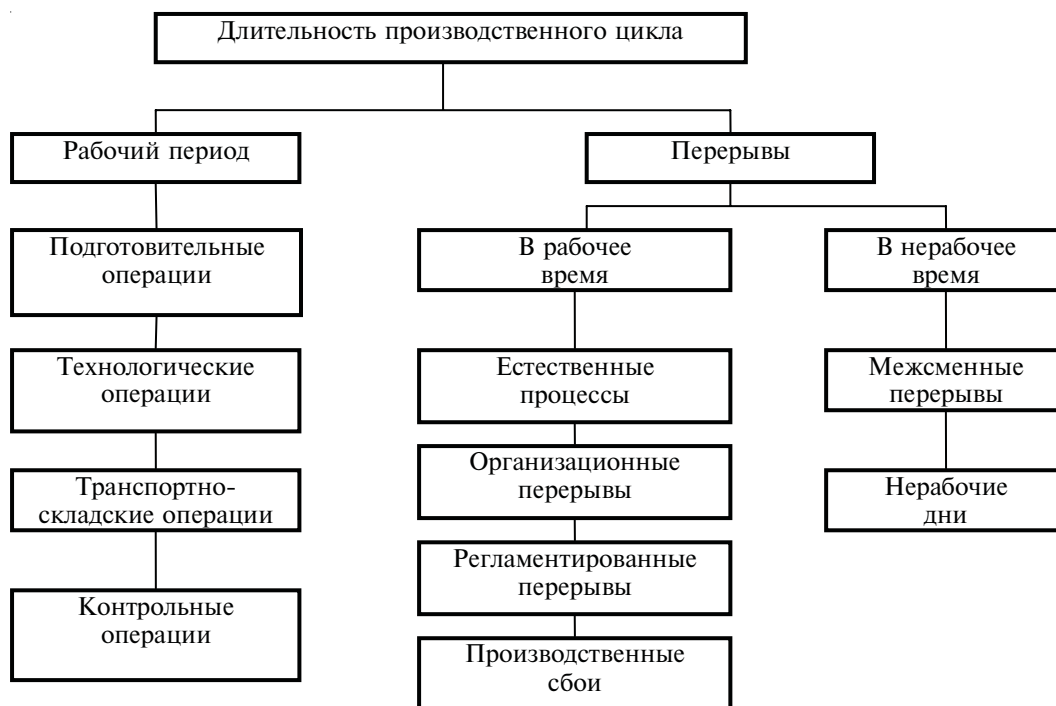 Длительность производственного цикла
Рабочий период
Перерывы
Подготовительные
операции
В рабочее
время
В нерабочее
время
Технологические
операции
Естественные
процессы
Межсменные
перерывы
Транспортно-
складские операции
Организационные
перерывы
Нерабочие
дни
Регламентированные
перерывы
Контрольные
операции
Производственные
сбои